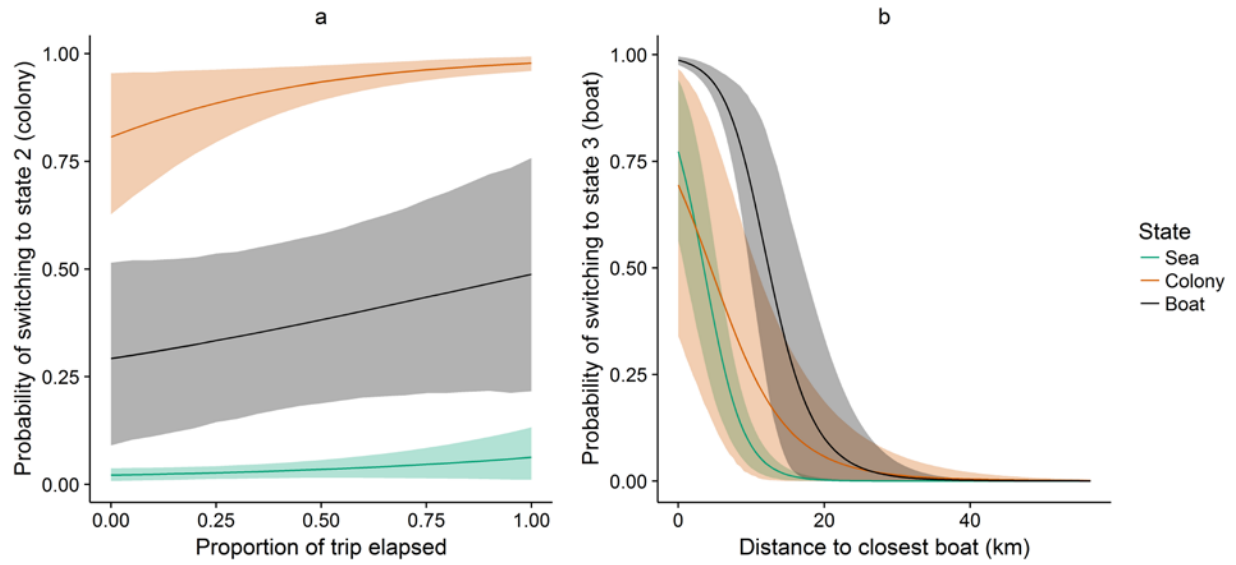 a
Probability of switching to state 2 (colony)
1.00
0.75
0.50
0.25
0.00
0.00 0.25 0.50 0.75 1.00
Proportion of trip elapsed
b
Probability of switching to state 3 (boat)
1.00
0.75
0.50
0.25
0.00
0 20 40
Distance to closest boat (km)
State
Sea
Colony
Boat